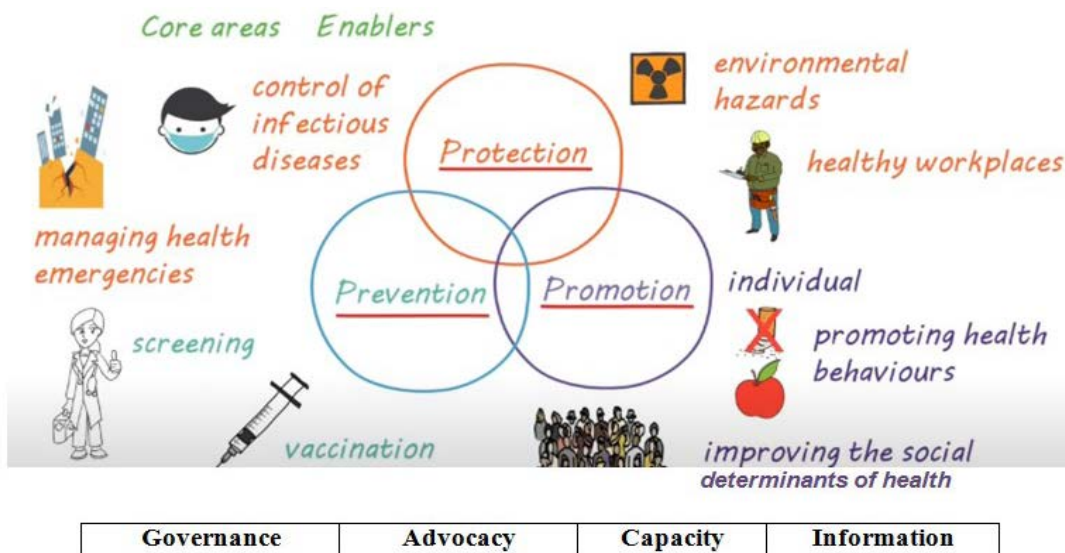 Core areas Enablers
control of
infectious
diseases
Protection
environmental
hazards
healthy workplaces
managing health
emergencies
Prevention
Promotion
individual
screening
promoting health
behaviours
vaccination
improving the social
determinants of health
Governance Advocacy Capacity Information